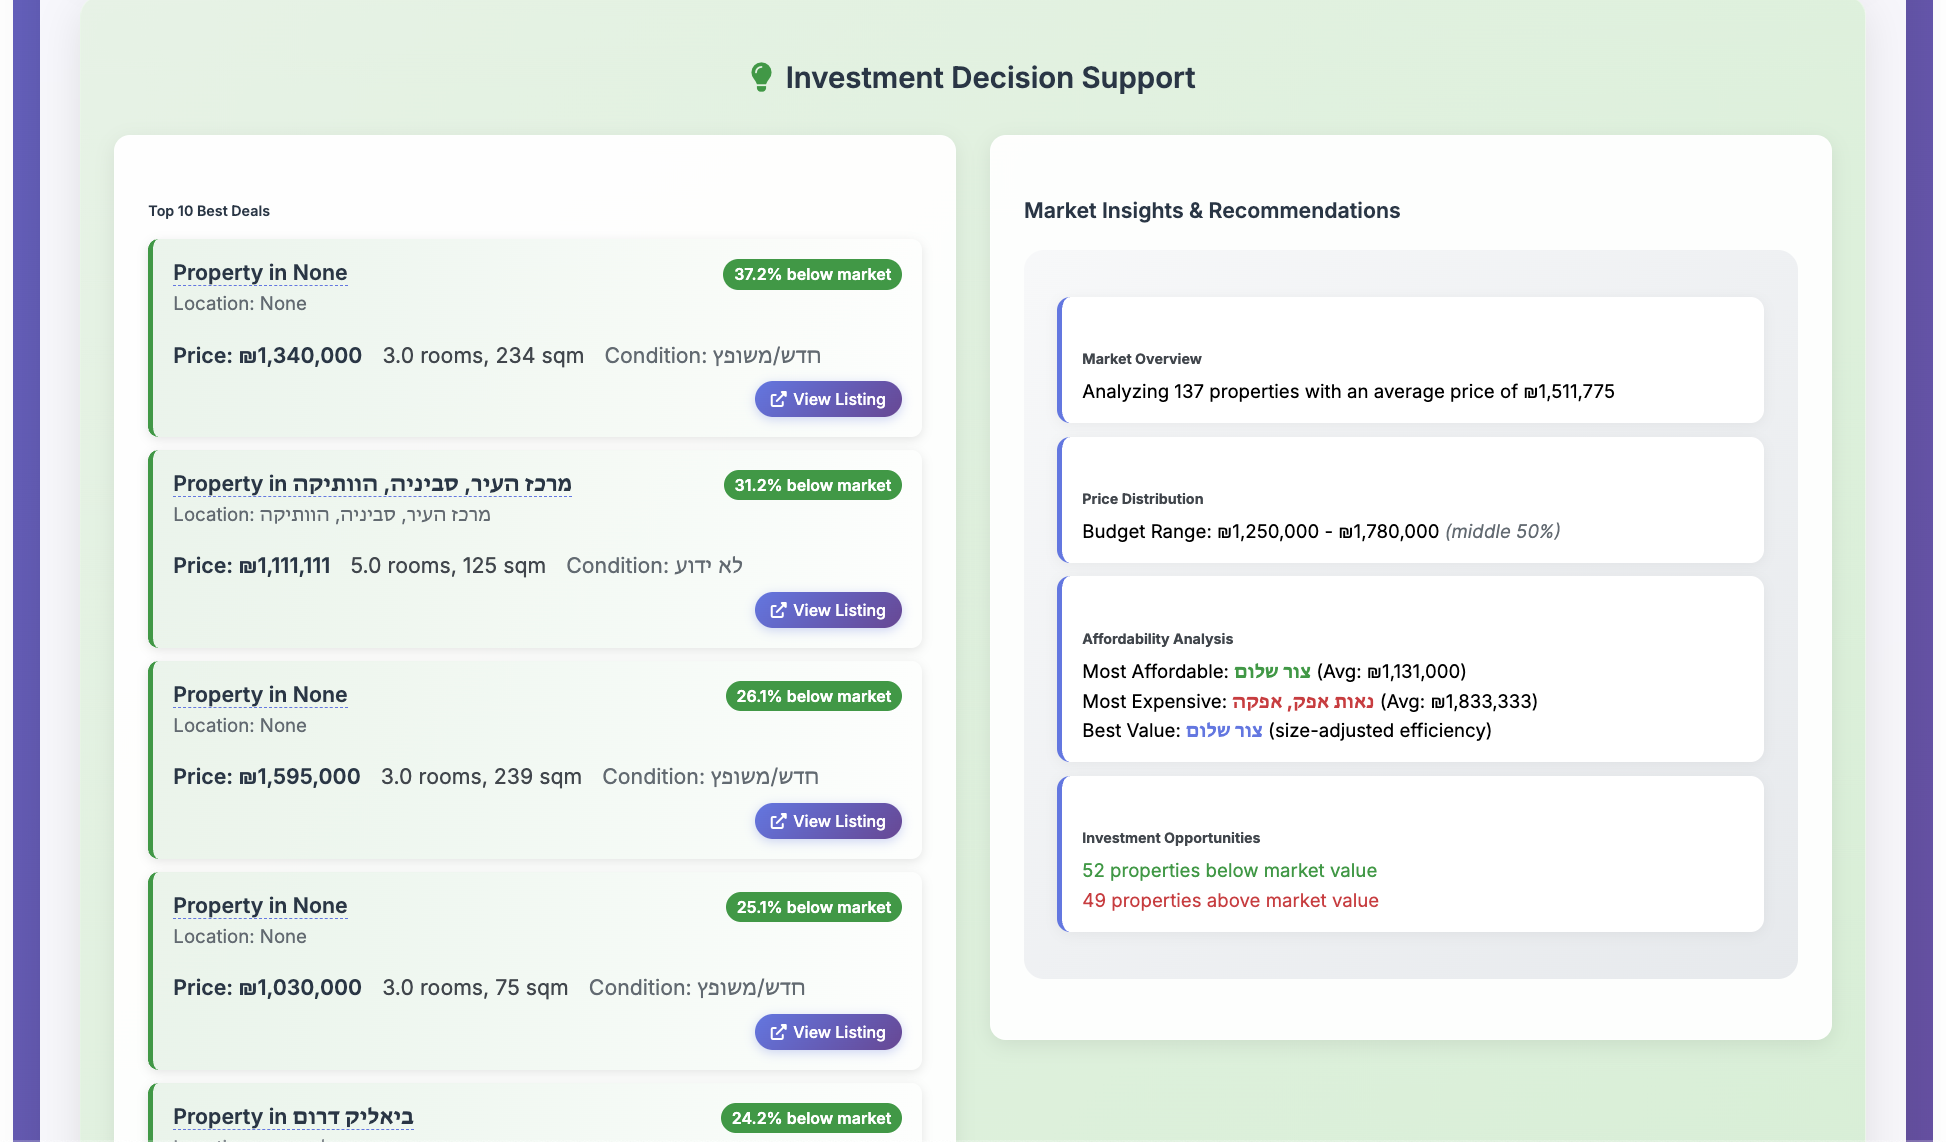 Investment Decision Support
Top 10 Best Deals
Property in None
37.2% below market
Location: None
Price: ₪1,340,000 3.0 rooms, 234 sqm Condition: חדש/משופץ
View Listing
Property in מרכז העיר, סביניה, הוותיקה
31.2% below market
Location: מרכז העיר, סביניה, הוותיקה
Price: ₪1,111,111 5.0 rooms, 125 sqm Condition: לא ידוע
View Listing
Property in None
26.1% below market
Location: None
Price: ₪1,595,000 3.0 rooms, 239 sqm Condition: חדש/משופץ
View Listing
Property in None
25.1% below market
Location: None
Price: ₪1,030,000 3.0 rooms, 75 sqm Condition: חדש/משופץ
View Listing
Property in ביאליק דרום
24.2% below market
Market Insights & Recommendations
Market Overview
Analyzing 137 properties with an average price of ₪1,511,775
Price Distribution
Budget Range: ₪1,250,000 - ₪1,780,000 (middle 50%)
Affordability Analysis
Most Affordable: צור שלום (Avg: ₪1,131,000)
Most Expensive: נאות אפק, אפקה (Avg: ₪1,833,333)
Best Value: צור שלום (size-adjusted efficiency)
Investment Opportunities
52 properties below market value
49 properties above market value